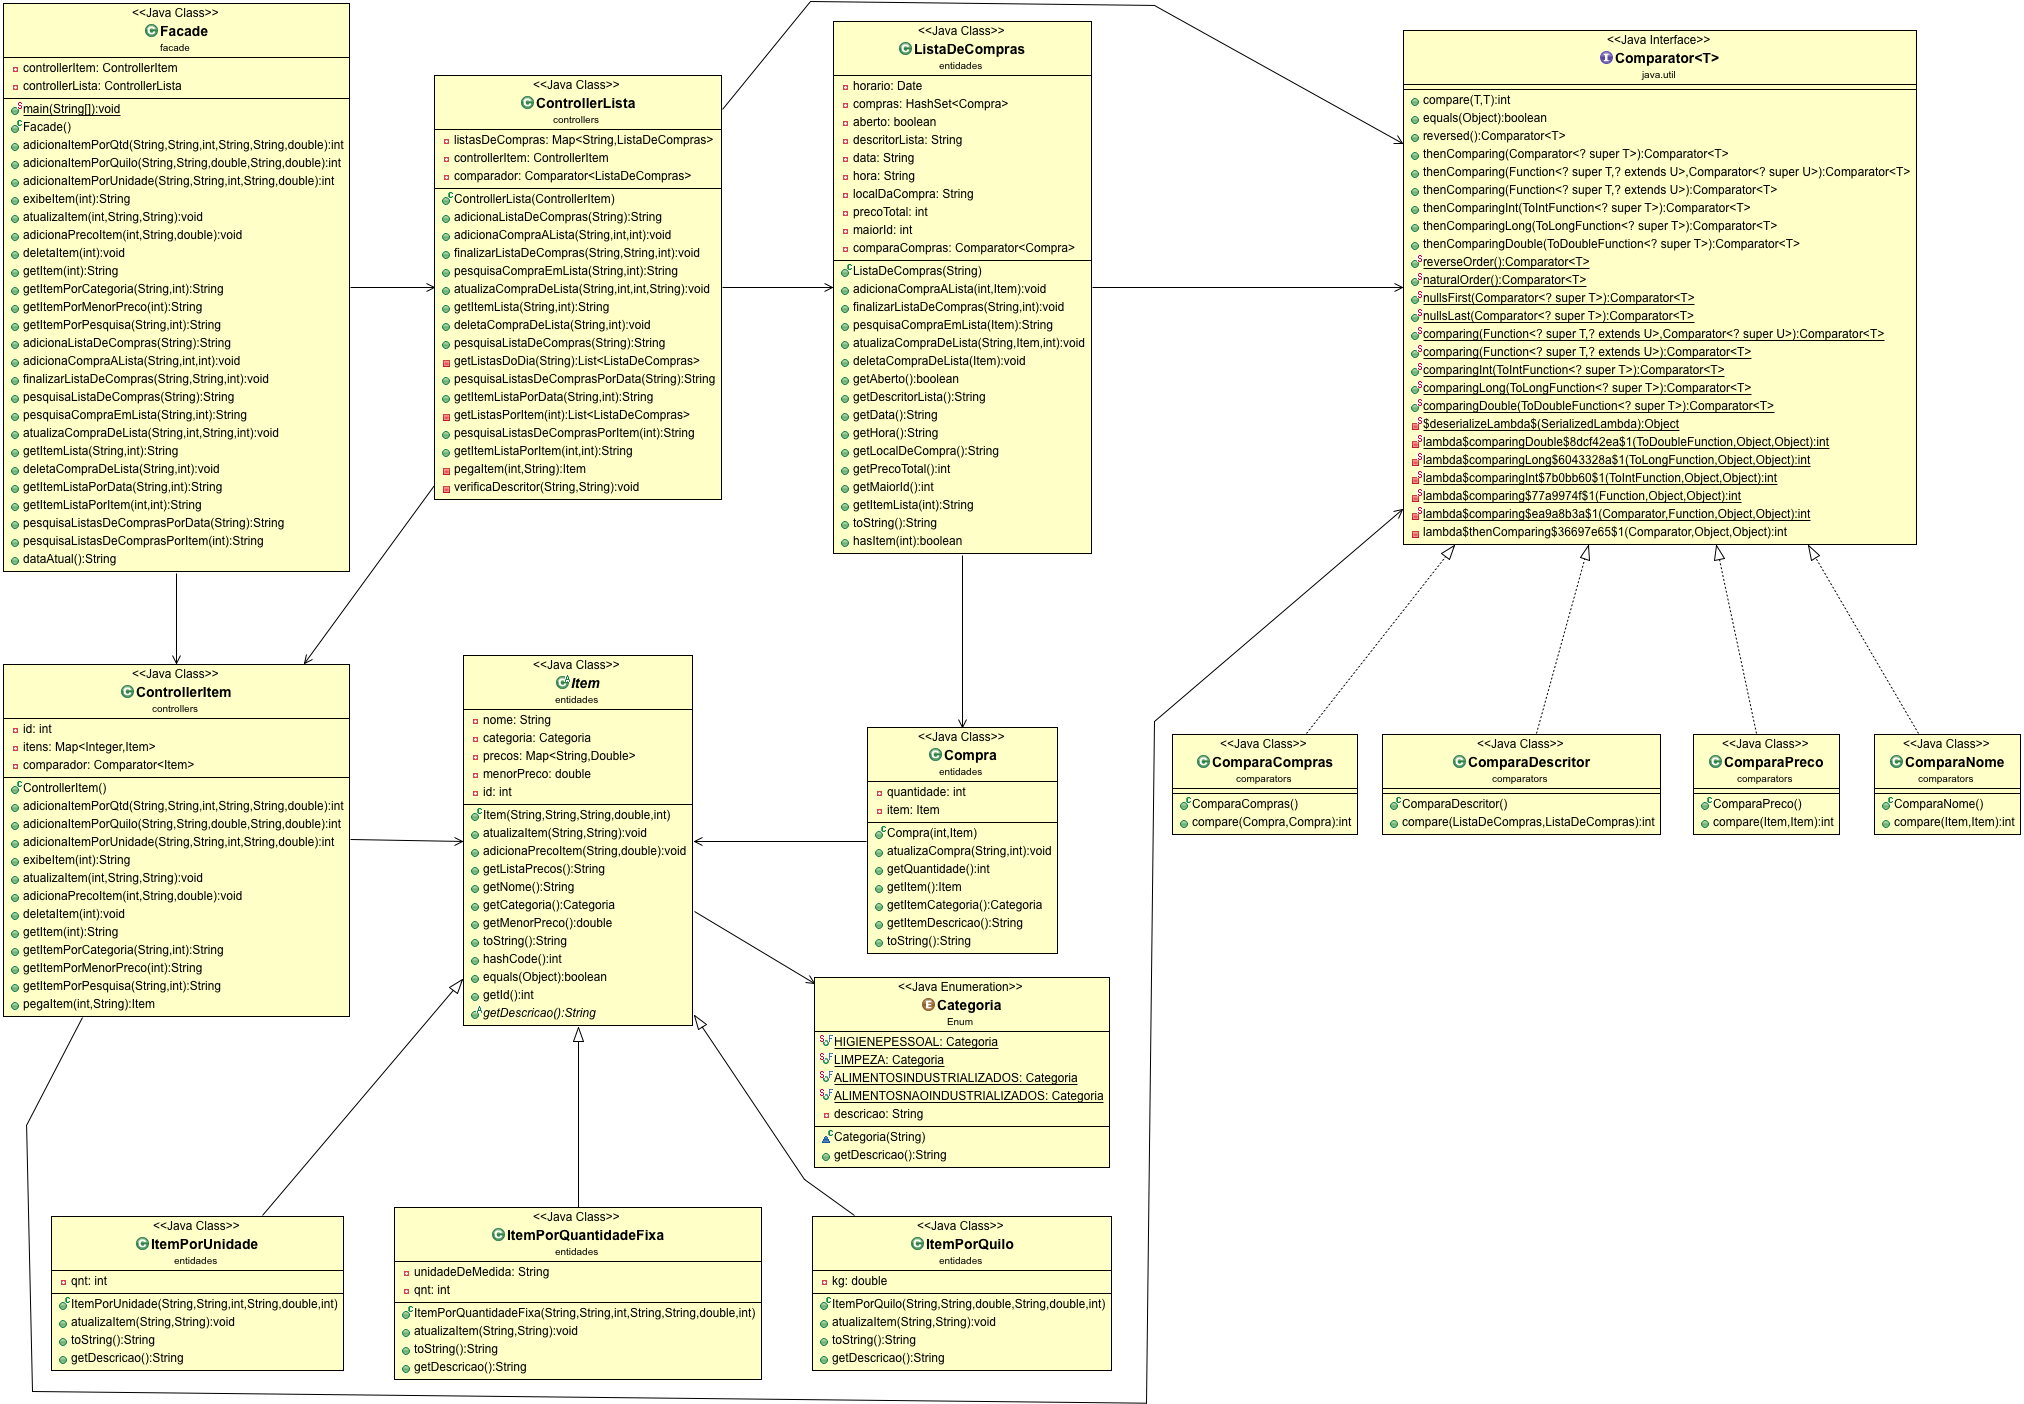 <<Java Class>>
Facade
facade
controllerItem: ControllerItem
controllerLista: ControllerLista
main(String[]):void
Facade()
adicionaItemPorQtd(String,String,int,String,String,double):int
adicionaItemPorQuilo(String,String,double,String,double):int
adicionaItemPorUnidade(String,String,int,String,double):int
exibeItem(int):String
atualizaItem(int,String,String):void
adicionaPrecoItem(int,String,double):void
deletaItem(int):void
getItem(int):String
getItemPorCategoria(String,int):String
getItemPorMenorPreco(int):String
getItemPorPesquisa(String,int):String
adicionaListaDeCompras(String):String
adicionaCompraALista(String,int,int):void
finalizarListaDeCompras(String,String,int):void
pesquisaListaDeCompras(String):String
pesquisaCompraEmLista(String,int):String
atualizaCompraDeLista(String,int,String,int):void
getItemLista(String,int):String
deletaCompraDeLista(String,int):void
getItemListaPorData(String,int):String
getItemListaPorItem(int,int):String
pesquisaListasDeComprasPorData(String):String
pesquisaListasDeComprasPorItem(int):String
dataAtual():String
<<Java Class>>
ControllerLista
controllers
listasDeCompras: Map<String,ListaDeCompras>
controllerItem: ControllerItem
comparador: Comparator<ListaDeCompras>
ControllerLista(ControllerItem)
adicionaListaDeCompras(String):String
adicionaCompraALista(String,int,int):void
finalizarListaDeCompras(String,String,int):void
pesquisaCompraEmLista(String,int):String
atualizaCompraDeLista(String,int,int,String):void
getItemLista(String,int):String
deletaCompraDeLista(String,int):void
pesquisaListaDeCompras(String):String
getListasDoDia(String):List<ListaDeCompras>
pesquisaListasDeComprasPorData(String):String
getItemListaPorData(String,int):String
getListasPorItem(int):List<ListaDeCompras>
pesquisaListasDeComprasPorItem(int):String
getItemListaPorItem(int,int):String
pegaItem(int,String):Item
verificaDescritor(String,String):void
<<Java Class>>
ListaDeCompras
entidades
horario: Date
compras: HashSet<Compra>
aberto: boolean
descritorLista: String
data: String
hora: String
localDaCompra: String
precoTotal: int
maiorId: int
comparaCompras: Comparator<Compra>
ListaDeCompras(String)
adicionaCompraALista(int,Item):void
finalizarListaDeCompras(String,int):void
pesquisaCompraEmLista(Item):String
atualizaCompraDeLista(String,Item,int):void
deletaCompraDeLista(Item):void
getAberto():boolean
getDescritorLista():String
getData():String
getHora():String
getLocalDeCompra():String
getPrecoTotal():int
getMaiorId():int
getItemLista(int):String
toString():String
hasItem(int):boolean
<<Java Interface>>
Comparator<T>
java.util
compare(T,T):int
equals(Object):boolean
reversed():Comparator<T>
thenComparing(Comparator<? super T>):Comparator<T>
thenComparing(Function<? super T,? extends U>,Comparator<? super U>):Comparator<T>
thenComparing(Function<? super T,? extends U>):Comparator<T>
thenComparingInt(ToIntFunction<? super T>):Comparator<T>
thenComparingLong(ToLongFunction<? super T>):Comparator<T>
thenComparingDouble(ToDoubleFunction<? super T>):Comparator<T>
reverseOrder():Comparator<T>
naturalOrder():Comparator<T>
nullsFirst(Comparator<? super T>):Comparator<T>
nullsLast(Comparator<? super T>):Comparator<T>
comparing(Function<? super T,? extends U>,Comparator<? super U>):Comparator<T>
comparing(Function<? super T,? extends U>):Comparator<T>
comparingInt(ToIntFunction<? super T>):Comparator<T>
comparingLong(ToLongFunction<? super T>):Comparator<T>
comparingDouble(ToDoubleFunction<? super T>):Comparator<T>
$deserializeLambda$(SerializedLambda):Object
lambda$comparingDouble$8dcf42ea$1(ToDoubleFunction,Object,Object):int
lambda$comparingLong$6043328a$1(ToLongFunction,Object,Object):int
lambda$comparingInt$7b0bb60$1(ToIntFunction,Object,Object):int
lambda$comparing$77a9974f$1(Function,Object,Object):int
lambda$comparing$ea9a8b3a$1(Comparator,Function,Object,Object):int
lambda$thenComparing$36697e65$1(Comparator,Object,Object):int
<<Java Class>>
ControllerItem
controllers
id: int
itens: Map<Integer,Item>
comparador: Comparator<Item>
ControllerItem()
adicionaItemPorQtd(String,String,int,String,String,double):int
adicionaItemPorQuilo(String,String,double,String,double):int
adicionaItemPorUnidade(String,String,int,String,double):int
exibeItem(int):String
atualizaItem(int,String,String):void
adicionaPrecoItem(int,String,double):void
deletaItem(int):void
getItem(int):String
getItemPorCategoria(String,int):String
getItemPorMenorPreco(int):String
getItemPorPesquisa(String,int):String
pegaItem(int,String):Item
<<Java Class>>
Item
entidades
nome: String
categoria: Categoria
precos: Map<String,Double>
menorPreco: double
id: int
Item(String,String,String,double,int)
atualizaItem(String,String):void
adicionaPrecoItem(String,double):void
getListaPrecos():String
getNome():String
getCategoria():Categoria
getMenorPreco():double
toString():String
hashCode():int
equals(Object):boolean
getId():int
getDescricao():String
<<Java Class>>
Compra
entidades
quantidade: int
item: Item
Compra(int,Item)
atualizaCompra(String,int):void
getQuantidade():int
getItem():Item
getItemCategoria():Categoria
getItemDescricao():String
toString():String
<<Java Class>>
ComparaCompras
comparators
ComparaCompras()
compare(Compra,Compra):int
<<Java Class>>
ComparaDescritor
comparators
ComparaDescritor()
compare(ListaDeCompras,ListaDeCompras):int
<<Java Class>>
ComparaPreco
comparators
ComparaPreco()
compare(Item,Item):int
<<Java Class>>
ComparaNome
comparators
ComparaNome()
compare(Item,Item):int
<<Java Enumeration>>
Categoria
Enum
HIGIENEPESSOAL: Categoria
LIMPEZA: Categoria
ALIMENTOSINDUSTRIALIZADOS: Categoria
ALIMENTOSNAOINDUSTRIALIZADOS: Categoria
descricao: String
Categoria(String)
getDescricao():String
<<Java Class>>
ItemPorUnidade
entidades
qnt: int
ItemPorUnidade(String,String,int,String,double,int)
atualizaItem(String,String):void
toString():String
getDescricao():String
<<Java Class>>
ItemPorQuantidadeFixa
entidades
unidadeDeMedida: String
qnt: int
ItemPorQuantidadeFixa(String,String,int,String,String,double,int)
atualizaItem(String,String):void
toString():String
getDescricao():String
<<Java Class>>
ItemPorQuilo
entidades
kg: double
ItemPorQuilo(String,String,double,String,double,int)
atualizaItem(String,String):void
toString():String
getDescricao():String